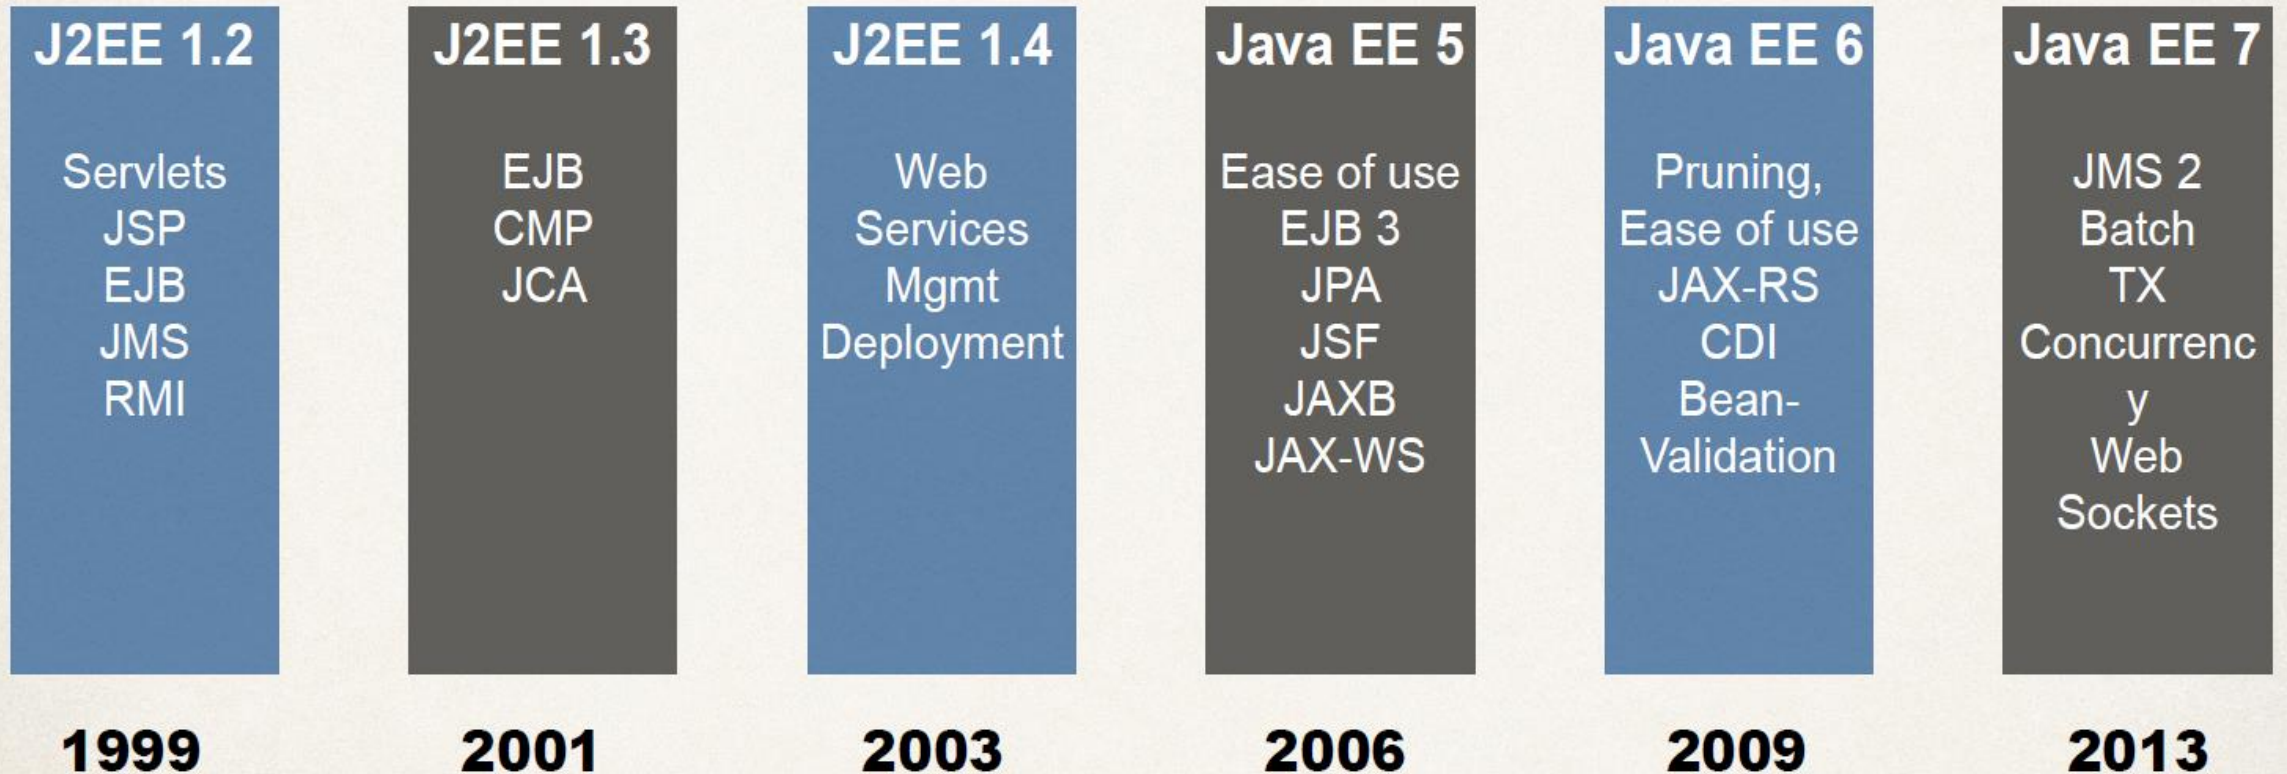 J2EE 1.2
Servlets
JSP
EJB
JMS
RMI
1999
J2EE 1.3
EJB
CMP
JCA
2001
J2EE 1.4
Web
Services
Mgmt
Deployment
2003
Java EE 5
Ease of use
EJB 3
JPA
JSF
JAXB
JAX-WS
2006
Java EE 6
Pruning,
Ease of use
JAX-RS
CDI
Bean-
Validation
2009
Java EE 7
JMS 2
Batch
TX
Concurrenc
y
Web
Sockets
2013